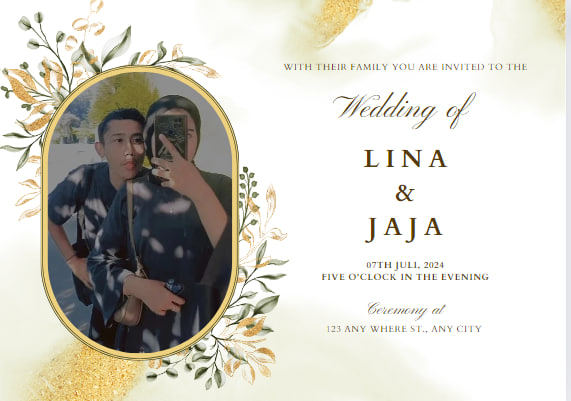 WITH THEIR FAMILY YOU ARE INVITED TO THE
Wedding of
LINA
&
JAJA
07TH JULI, 2024
FIVE O'CLOCK IN THE EVENING
Ceremony at
123 ANY WHERE ST., ANY CITY